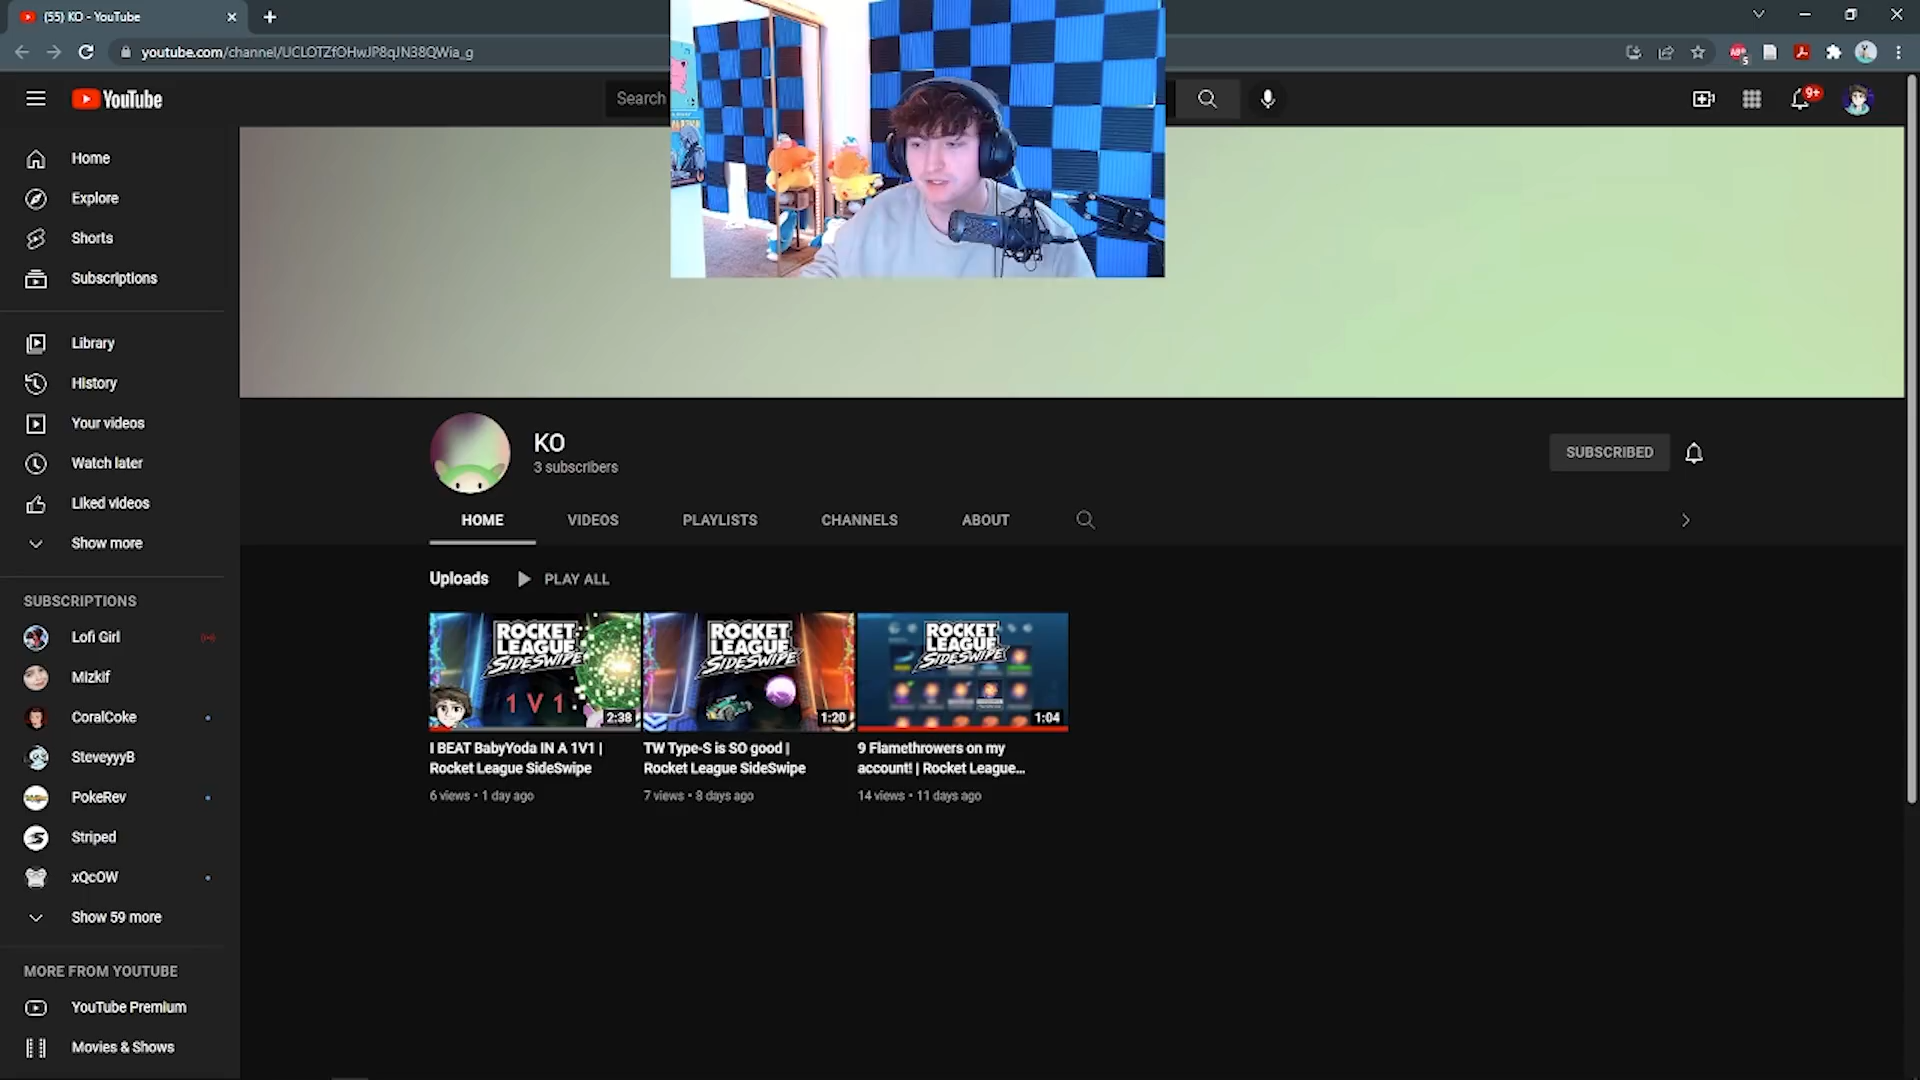 (55) KO - YouTube
youtube.com/channel/UCLOTZfOHwJP8qJN38QWia_g
YouTube
Search
9+
5
Home
Explore
Shorts
Subscriptions
Library
History
Your videos
Watch later
Liked videos
Show more
SUBSCRIPTIONS
Lofi Girl
Mizkif
CoralCoke
SteveyyyB
PokeRev
Striped
xQcOW
Show 59 more
MORE FROM YOUTUBE
YouTube Premium
Movies & Shows
KO
3 subscribers
SUBSCRIBED
HOME VIDEOS PLAYLISTS CHANNELS ABOUT
Uploads PLAY ALL
ROCKET LEAGUE SIDESWIPE
1V1
2:38
I BEAT BabyYoda IN A 1V1 |
Rocket League SideSwipe
6 views • 1 day ago
ROCKET LEAGUE SIDESWIPE
1:20
TW Type-S is SO good |
Rocket League SideSwipe
7 views • 8 days ago
ROCKET LEAGUE SIDESWIPE
1:04
9 Flamethrowers on my
account! | Rocket League...
14 views • 11 days ago